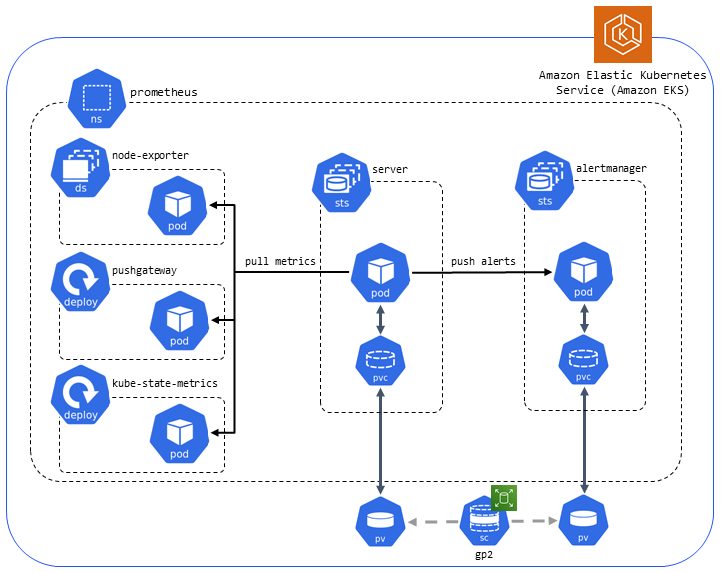 Amazon Elastic Kubernetes
Service (Amazon EKS)
prometheus
ns
node-exporter
ds
pod
server
sts
alertmanager
sts
pull metrics
push alerts
pod
pod
pushgateway
deploy
pod
pvc
pvc
kube-state-metrics
deploy
pod
pv
sc
pv
gp2